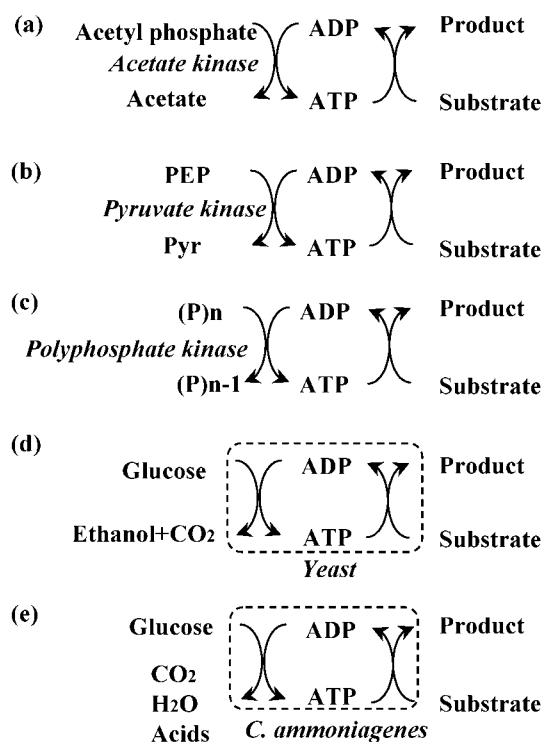 (a) Acetyl phosphate ADP Product
Acetate kinase
Acetate ATP Substrate
(b) PEP ADP Product
Pyruvate kinase
Pyr ATP Substrate
(c) (P)n ADP Product
Polyphosphate kinase
(P)n-1 ATP Substrate
(d) Glucose ADP Product
Ethanol+CO2 ATP Substrate
Yeast
(e) Glucose ADP Product
CO2
H2O ATP Substrate
Acids C. ammoniagenes